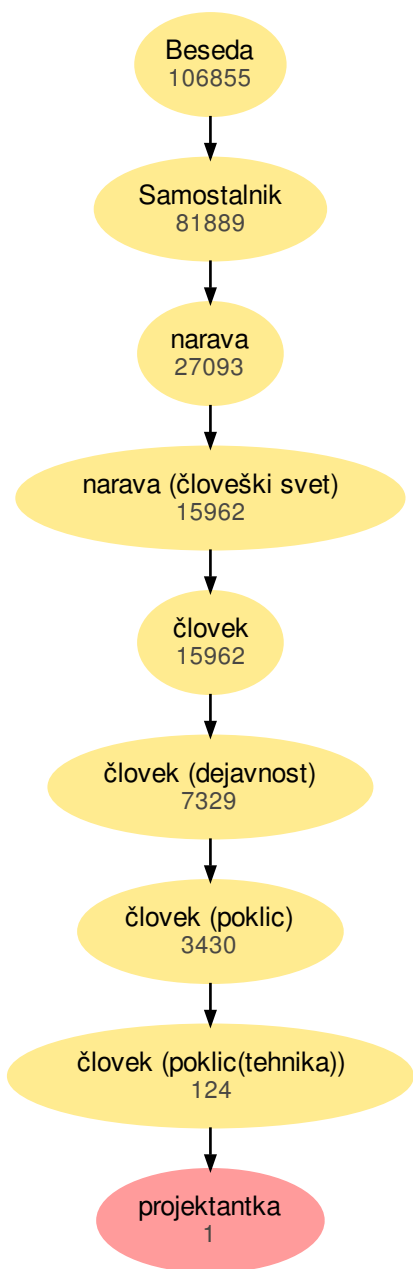 Beseda
106855
Samostalnik
81889
narava
27093
narava (človeški svet)
15962
človek
15962
človek (dejavnost)
7329
človek (poklic)
3430
človek (poklic(tehnika))
124
projektantka
1